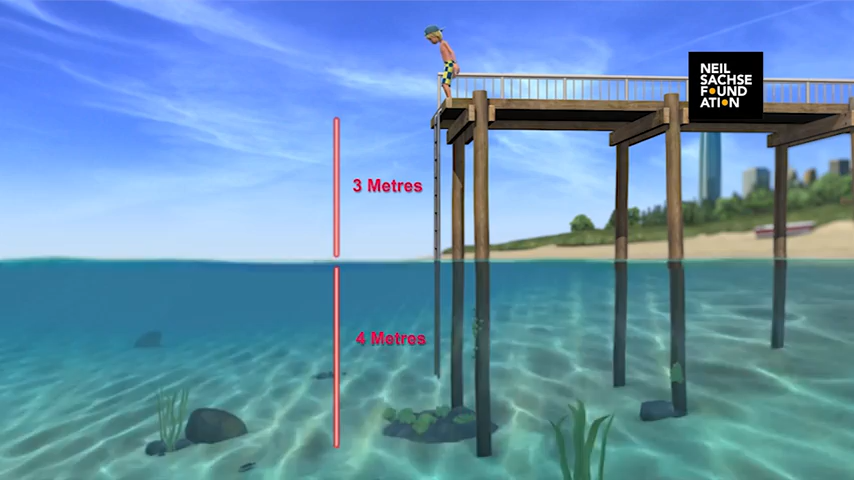 NEIL
SACHSE
FOUND
ATION
3 Metres
4 Metres